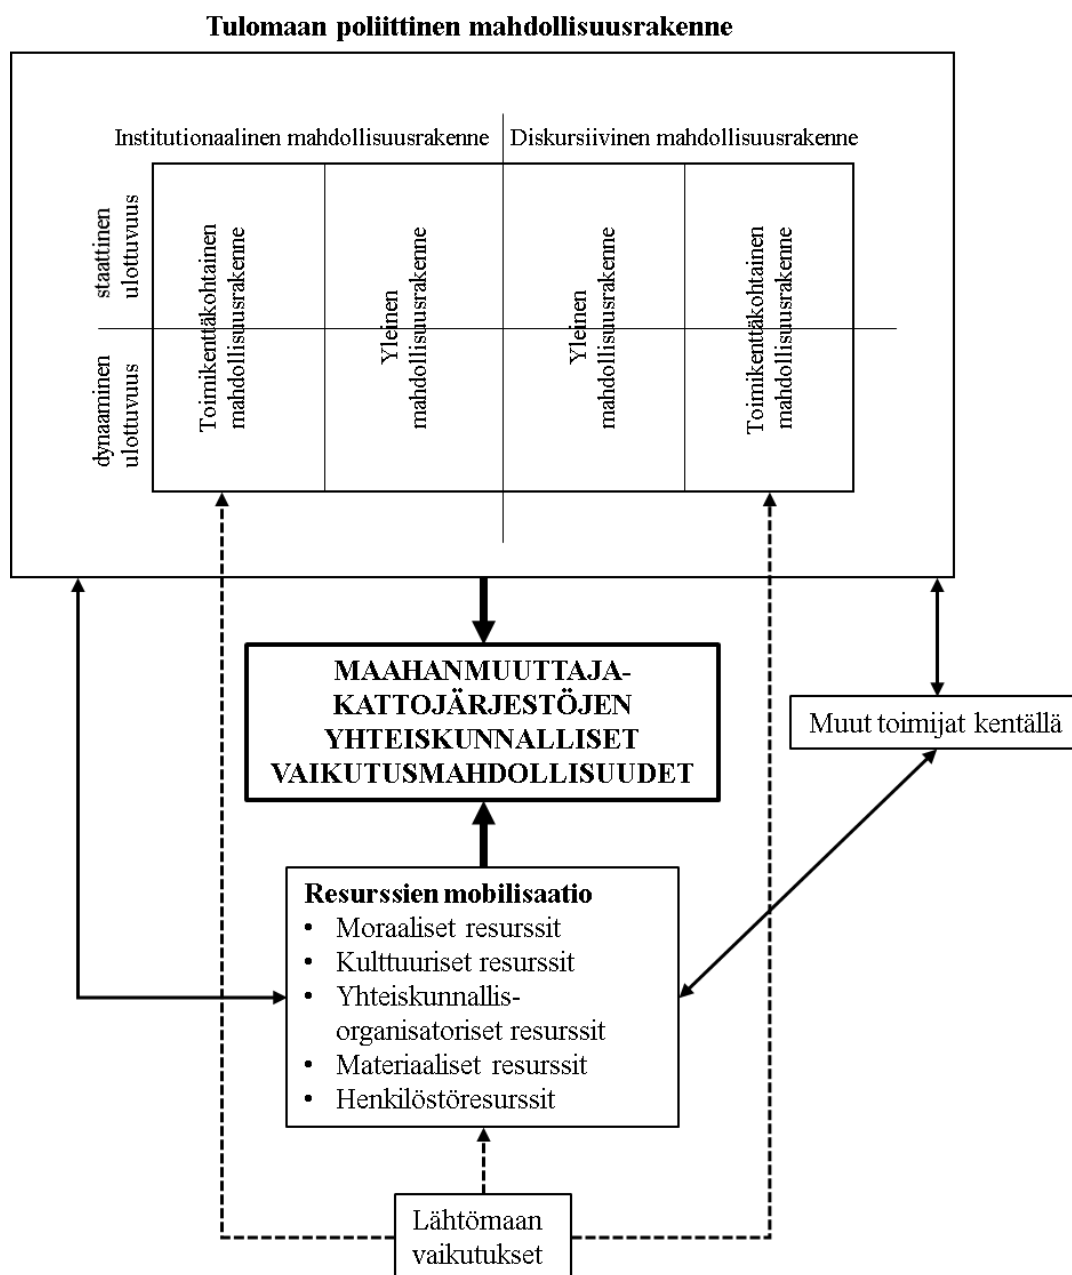 Tulomaan poliittinen mahdollisuusrakenne
Institutionaalinen mahdollisuusrakenne
Diskursiivinen mahdollisuusrakenne
staattinen
ulottuvuus
dynaaminen
ulottuvuus
Toimikenttäkohtainen
mahdollisuusrakenne
Yleinen
mahdollisuusrakenne
Yleinen
mahdollisuusrakenne
Toimikenttäkohtainen
mahdollisuusrakenne
MAAHANMUUTTAJA-
KATTOJÄRJESTÖJEN
YHTEISKUNNALLISET
VAIKUTUSMAHDOLLISUUDET
Muut toimijat kentällä
Resurssien mobilisaatio
• Moraaliset resurssit
• Kulttuuriset resurssit
• Yhteiskunnallis-
organisatoriset resurssit
• Materiaaliset resurssit
• Henkilöstöresurssit
Lähtömaan
vaikutukset